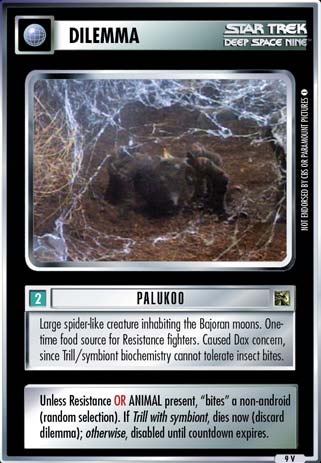 DILEMMA
STAR TREK
DEEP SPACE NINE
NOT ENDORSED BY CBS OR PARAMOUNT PICTURES
2
PALUKOO
Large spider-like creature inhabiting the Bajoran moons. One-
time food source for Resistance fighters. Caused Dax concern,
since Trill/symbiont biochemistry cannot tolerate insect bites.
Unless Resistance OR ANIMAL present, “bites” a non-android
(random selection). If Trill with symbiont, dies now (discard
dilemma); otherwise, disabled until countdown expires.
9 V